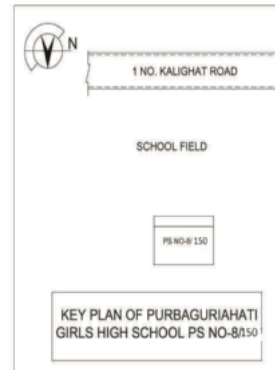 N
1 NO. KALIGHAT ROAD
SCHOOL FIELD
PS NO-8/150
KEY PLAN OF PURBAGURIAHATI
GIRLS HIGH SCHOOL PS NO-8/150